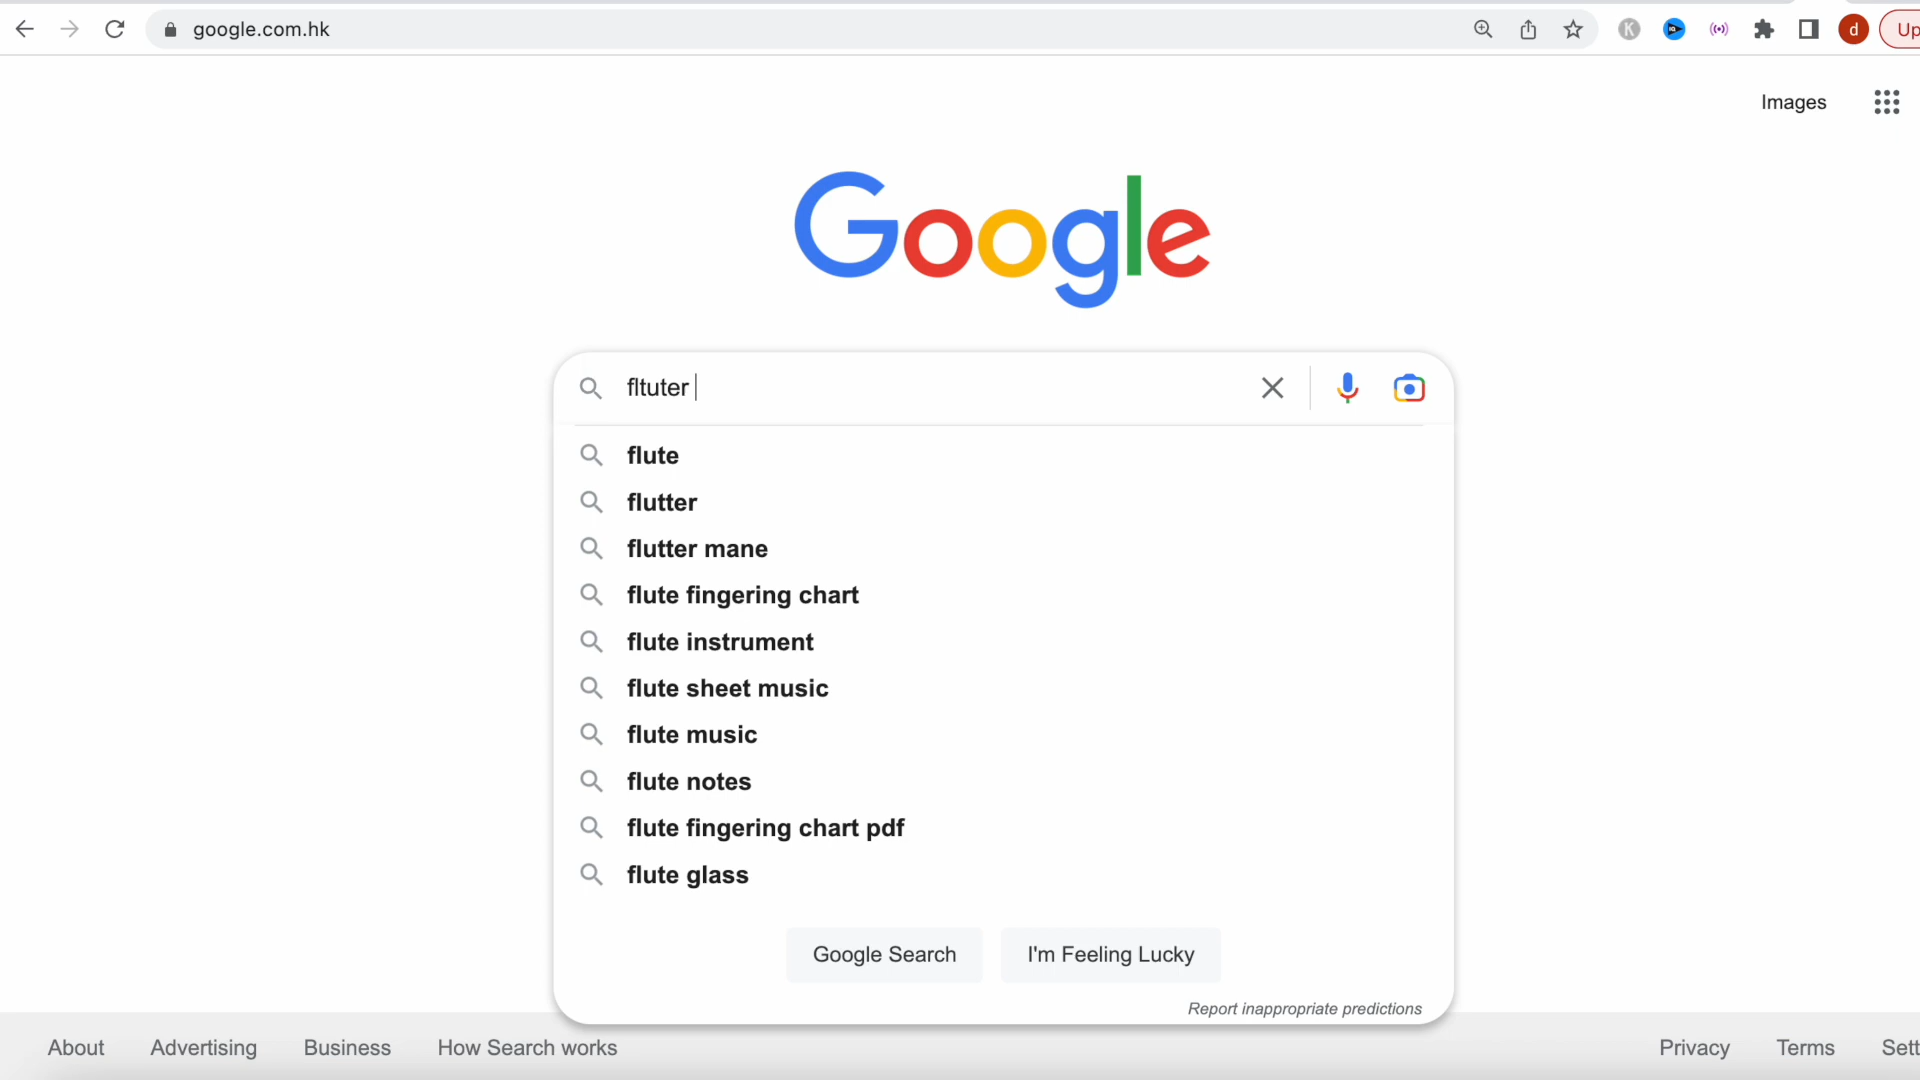 google.com.hk
K
d
Up
Images
Google
fltuter
flute
flutter
flutter mane
flute fingering chart
flute instrument
flute sheet music
flute music
flute notes
flute fingering chart pdf
flute glass
Google Search I'm Feeling Lucky
Report inappropriate predictions
About Advertising Business How Search works Privacy Terms Sett